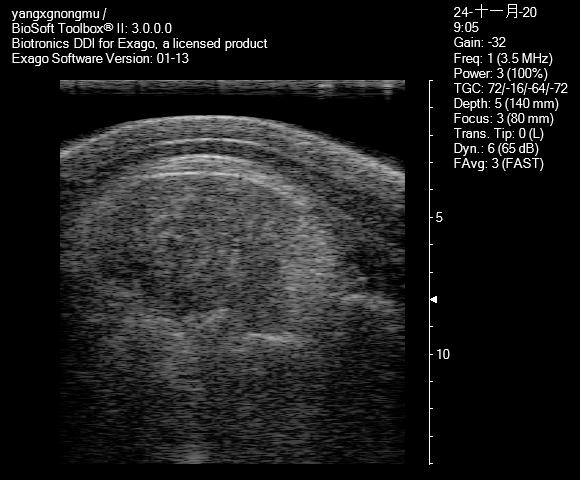 yangxgnongmu /
BioSoft Toolbox® II: 3.0.0.0
Biotronics DDI for Exago, a licensed product
Exago Software Version: 01-13
24-十一月-20
9:05
Gain: -32
Freq: 1 (3.5 MHz)
Power: 3 (100%)
TGC: 72/-16/-64/-72
Depth: 5 (140 mm)
Focus: 3 (80 mm)
Trans. Tip: 0 (L)
Dyn.: 6 (65 dB)
FAvg: 3 (FAST)
5
10